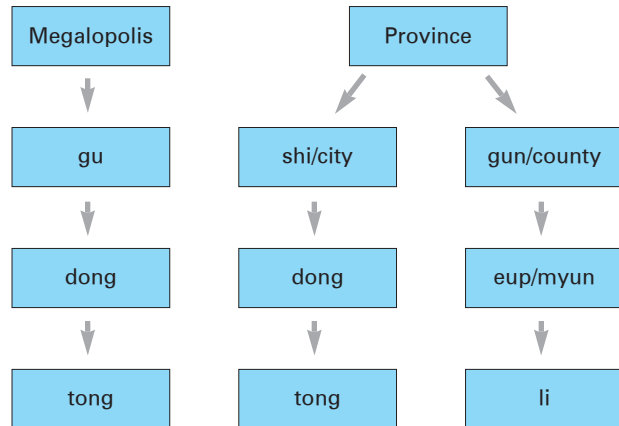 Megalopolis
Province
gu
shi/city
gun/county
dong
dong
eup/myun
tong
tong
li